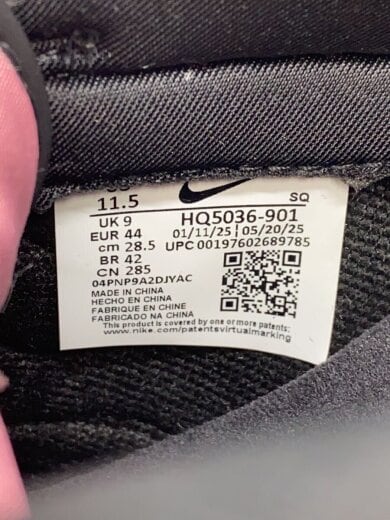 11.5
SQ
UK 9
HQ5036-901
EUR 44
01/11/25 | 05/20/25
cm 28.5
UPC 00197602689785
BR 42
CN 285
04PNP9A2DJYAC
MADE IN CHINA
HECHO EN CHINA
FABRIQUE EN CHINE
FABRICADO NA CHINA
This product is covered by one or more patents;
www.nike.com/patentsvirtualmarking